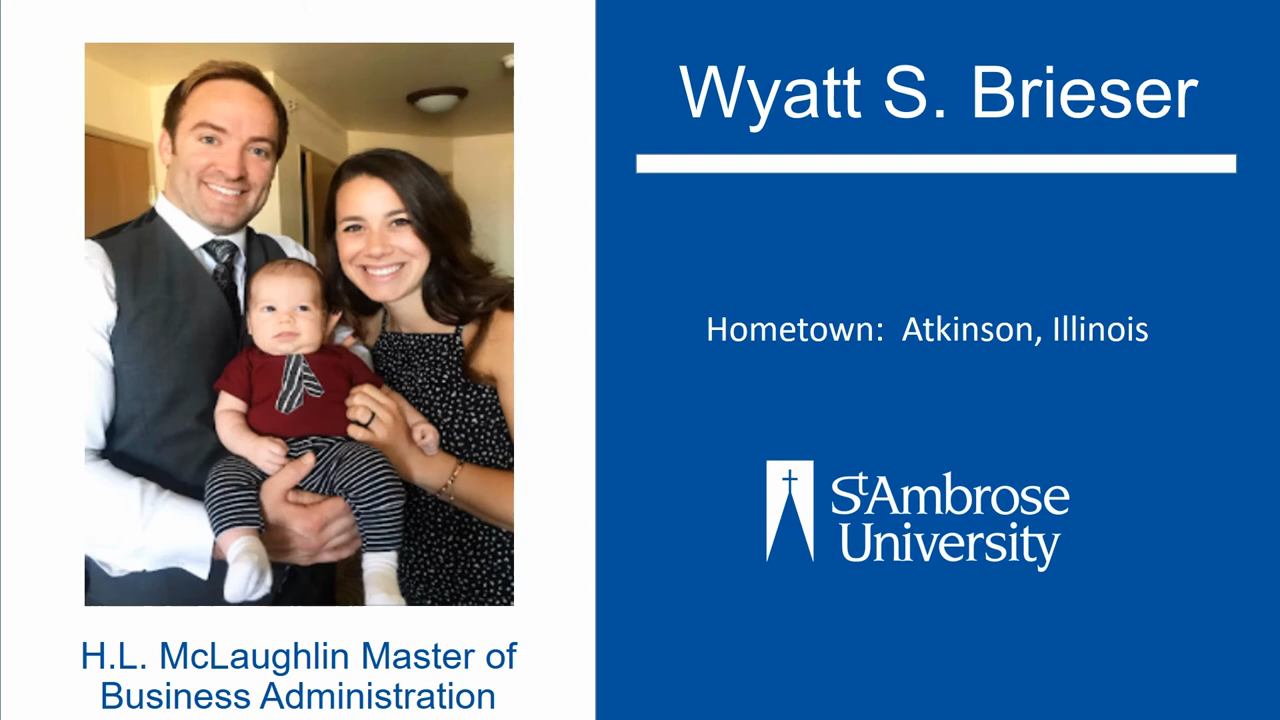 Wyatt S. Brieser
Hometown:  Atkinson, Illinois
St Ambrose
University
H.L. McLaughlin Master of
Business Administration